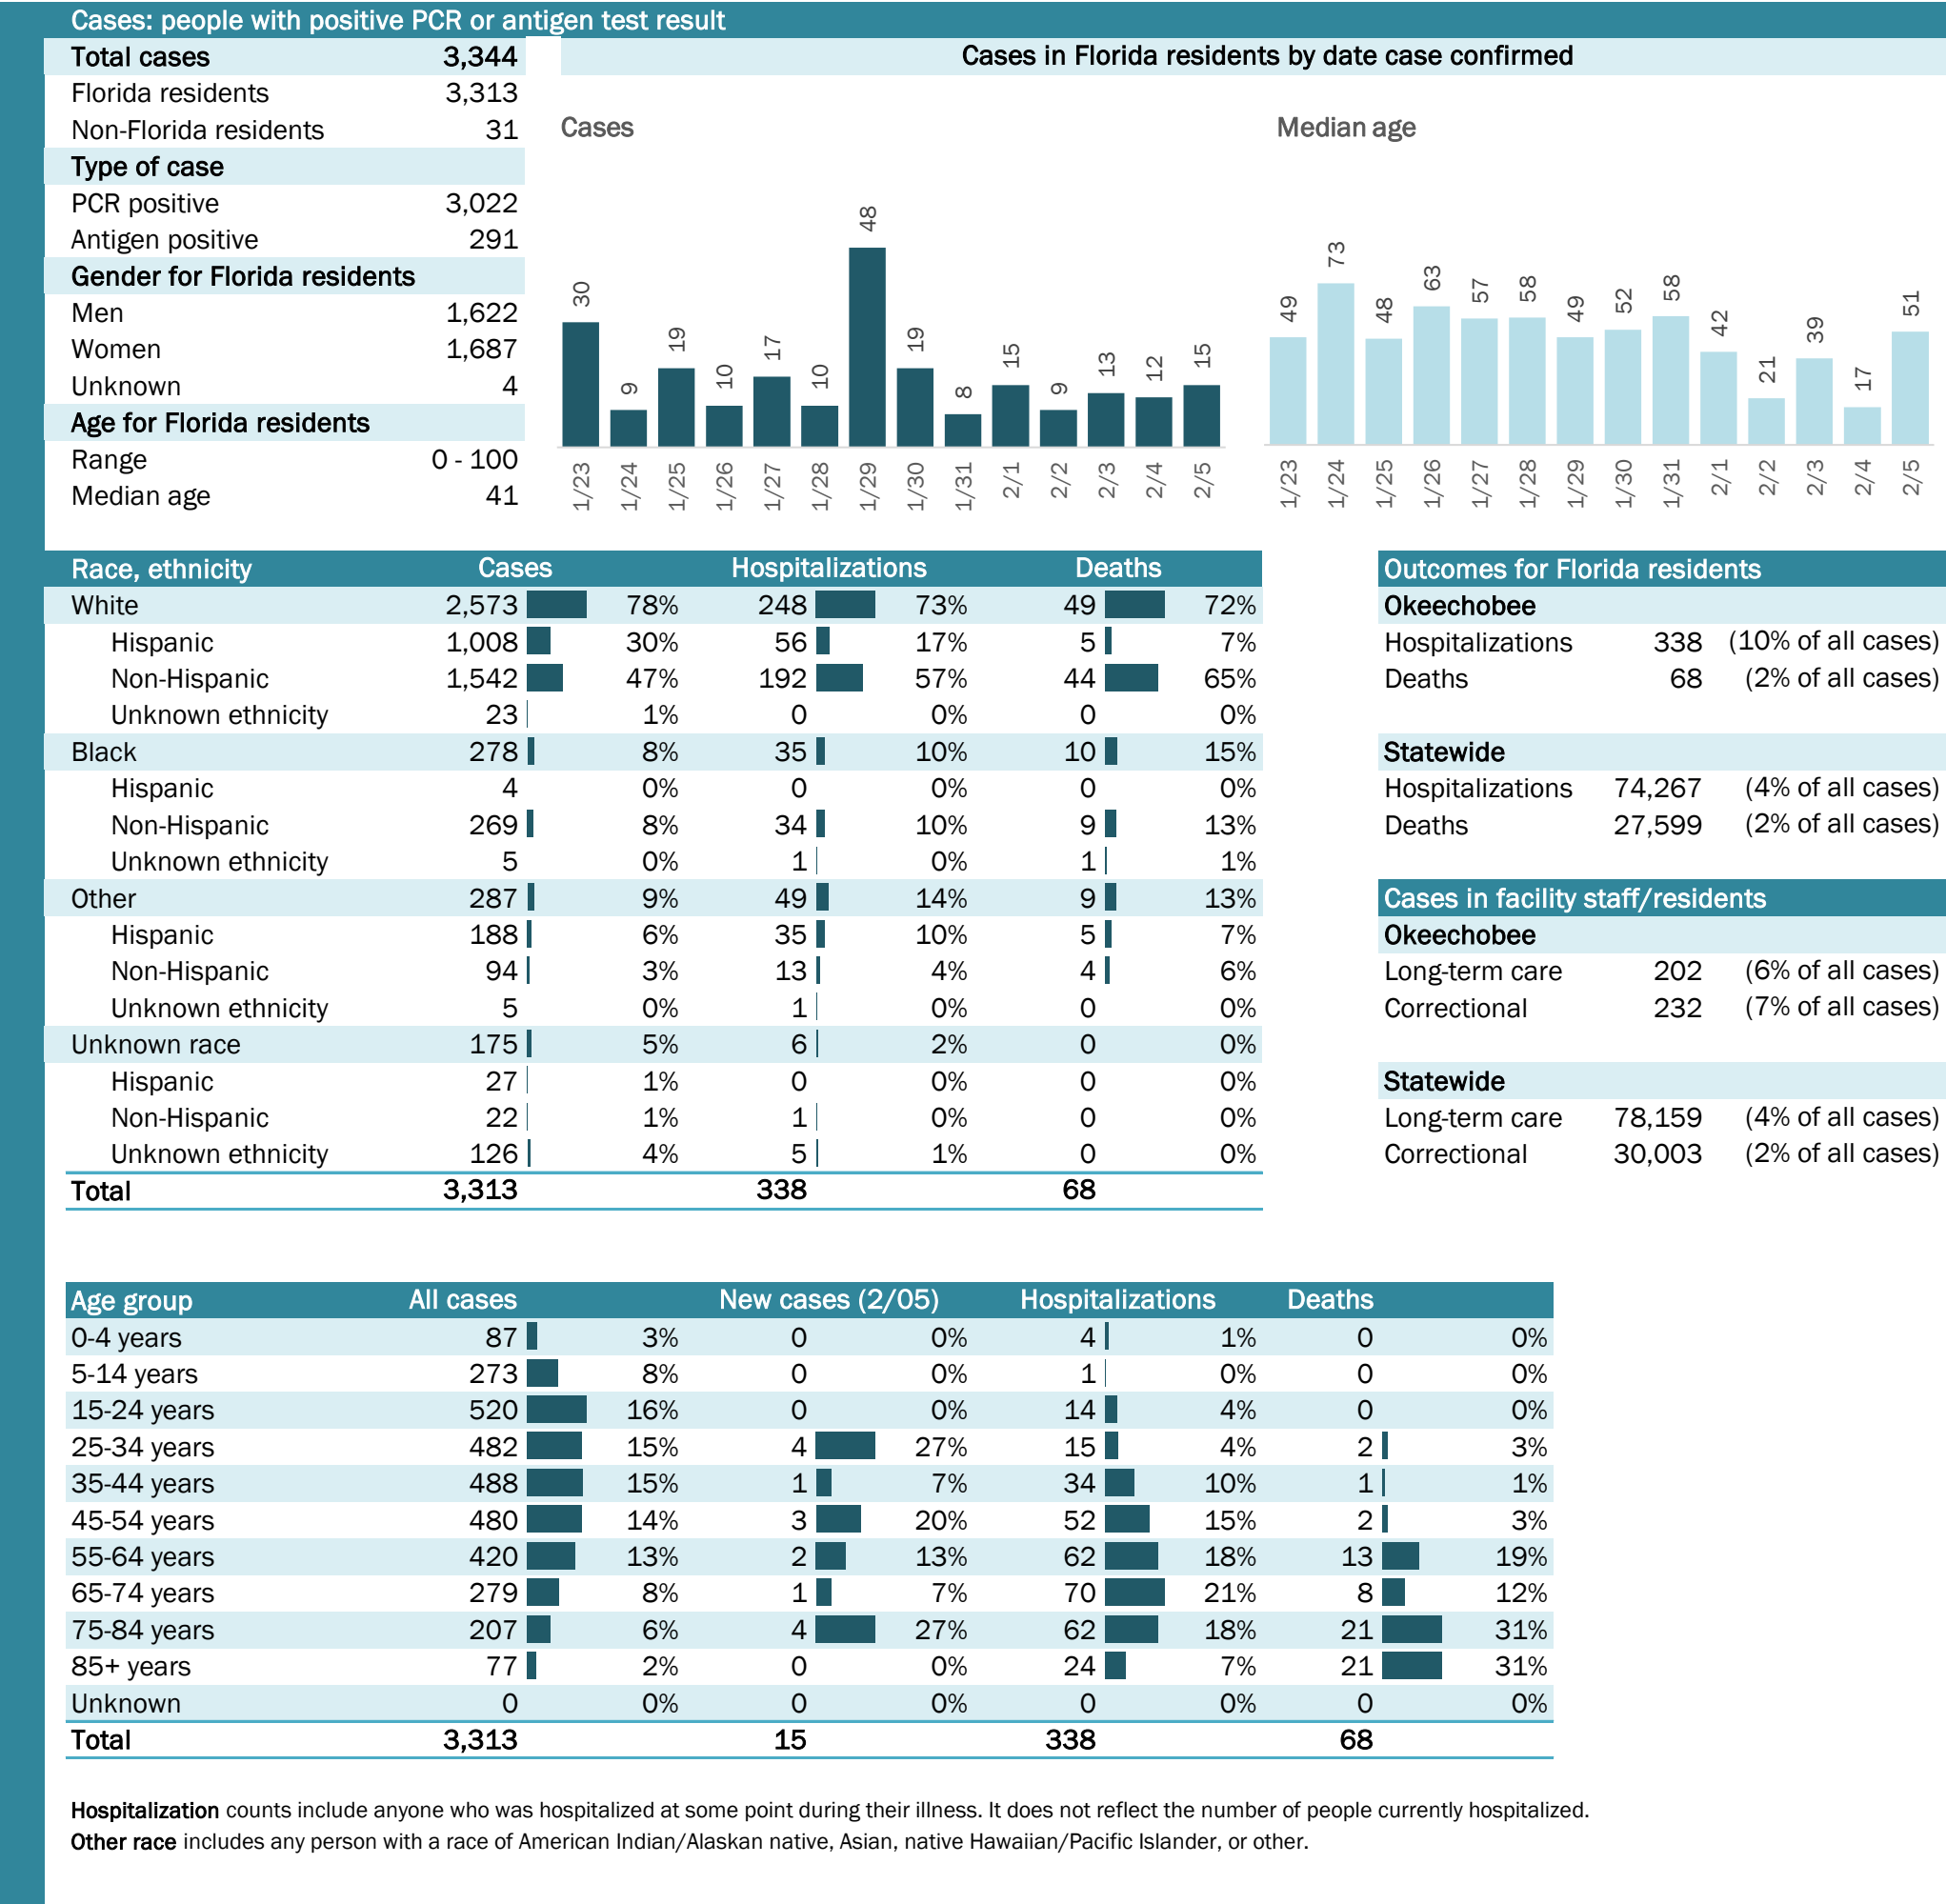 Cases: people with positive PCR or antigen test result
Total cases 3,344
Florida residents 3,313
Non-Florida residents 31
Type of case
PCR positive 3,022
Antigen positive 291
Gender for Florida residents
Men 1,622
Women 1,687
Unknown 4
Age for Florida residents
Range 0 - 100
Median age 41
Cases in Florida residents by date case confirmed
Cases
30 9 19 10 17 10 48 19 8 15 9 13 12 15
1/23 1/24 1/25 1/26 1/27 1/28 1/29 1/30 1/31 2/1 2/2 2/3 2/4 2/5
Median age
49 73 48 63 57 58 49 52 58 42 21 39 17 51
1/23 1/24 1/25 1/26 1/27 1/28 1/29 1/30 1/31 2/1 2/2 2/3 2/4 2/5
Race, ethnicity Cases Hospitalizations Deaths
White 2,573 78% 248 73% 49 72%
Hispanic 1,008 30% 56 17% 5 7%
Non-Hispanic 1,542 47% 192 57% 44 65%
Unknown ethnicity 23 1% 0 0% 0 0%
Black 278 8% 35 10% 10 15%
Hispanic 4 0% 0 0% 0 0%
Non-Hispanic 269 8% 34 10% 9 13%
Unknown ethnicity 5 0% 1 0% 1 1%
Other 287 9% 49 14% 9 13%
Hispanic 188 6% 35 10% 5 7%
Non-Hispanic 94 3% 13 4% 4 6%
Unknown ethnicity 5 0% 1 0% 0 0%
Unknown race 175 5% 6 2% 0 0%
Hispanic 27 1% 0 0% 0 0%
Non-Hispanic 22 1% 1 0% 0 0%
Unknown ethnicity 126 4% 5 1% 0 0%
Total 3,313 338 68
Outcomes for Florida residents
Okeechobee
Hospitalizations 338 (10% of all cases)
Deaths 68 (2% of all cases)
Statewide
Hospitalizations 74,267 (4% of all cases)
Deaths 27,599 (2% of all cases)
Cases in facility staff/residents
Okeechobee
Long-term care 202 (6% of all cases)
Correctional 232 (7% of all cases)
Statewide
Long-term care 78,159 (4% of all cases)
Correctional 30,003 (2% of all cases)
Age group All cases New cases (2/05) Hospitalizations Deaths
0-4 years 87 3% 0 0% 4 1% 0 0%
5-14 years 273 8% 0 0% 1 0% 0 0%
15-24 years 520 16% 0 0% 14 4% 0 0%
25-34 years 482 15% 4 27% 15 4% 2 3%
35-44 years 488 15% 1 7% 34 10% 1 1%
45-54 years 480 14% 3 20% 52 15% 2 3%
55-64 years 420 13% 2 13% 62 18% 13 19%
65-74 years 279 8% 1 7% 70 21% 8 12%
75-84 years 207 6% 4 27% 62 18% 21 31%
85+ years 77 2% 0 0% 24 7% 21 31%
Unknown 0 0% 0 0% 0 0% 0 0%
Total 3,313 15 338 68
Hospitalization counts include anyone who was hospitalized at some point during their illness. It does not reflect the number of people currently hospitalized.
Other race includes any person with a race of American Indian/Alaskan native, Asian, native Hawaiian/Pacific Islander, or other.